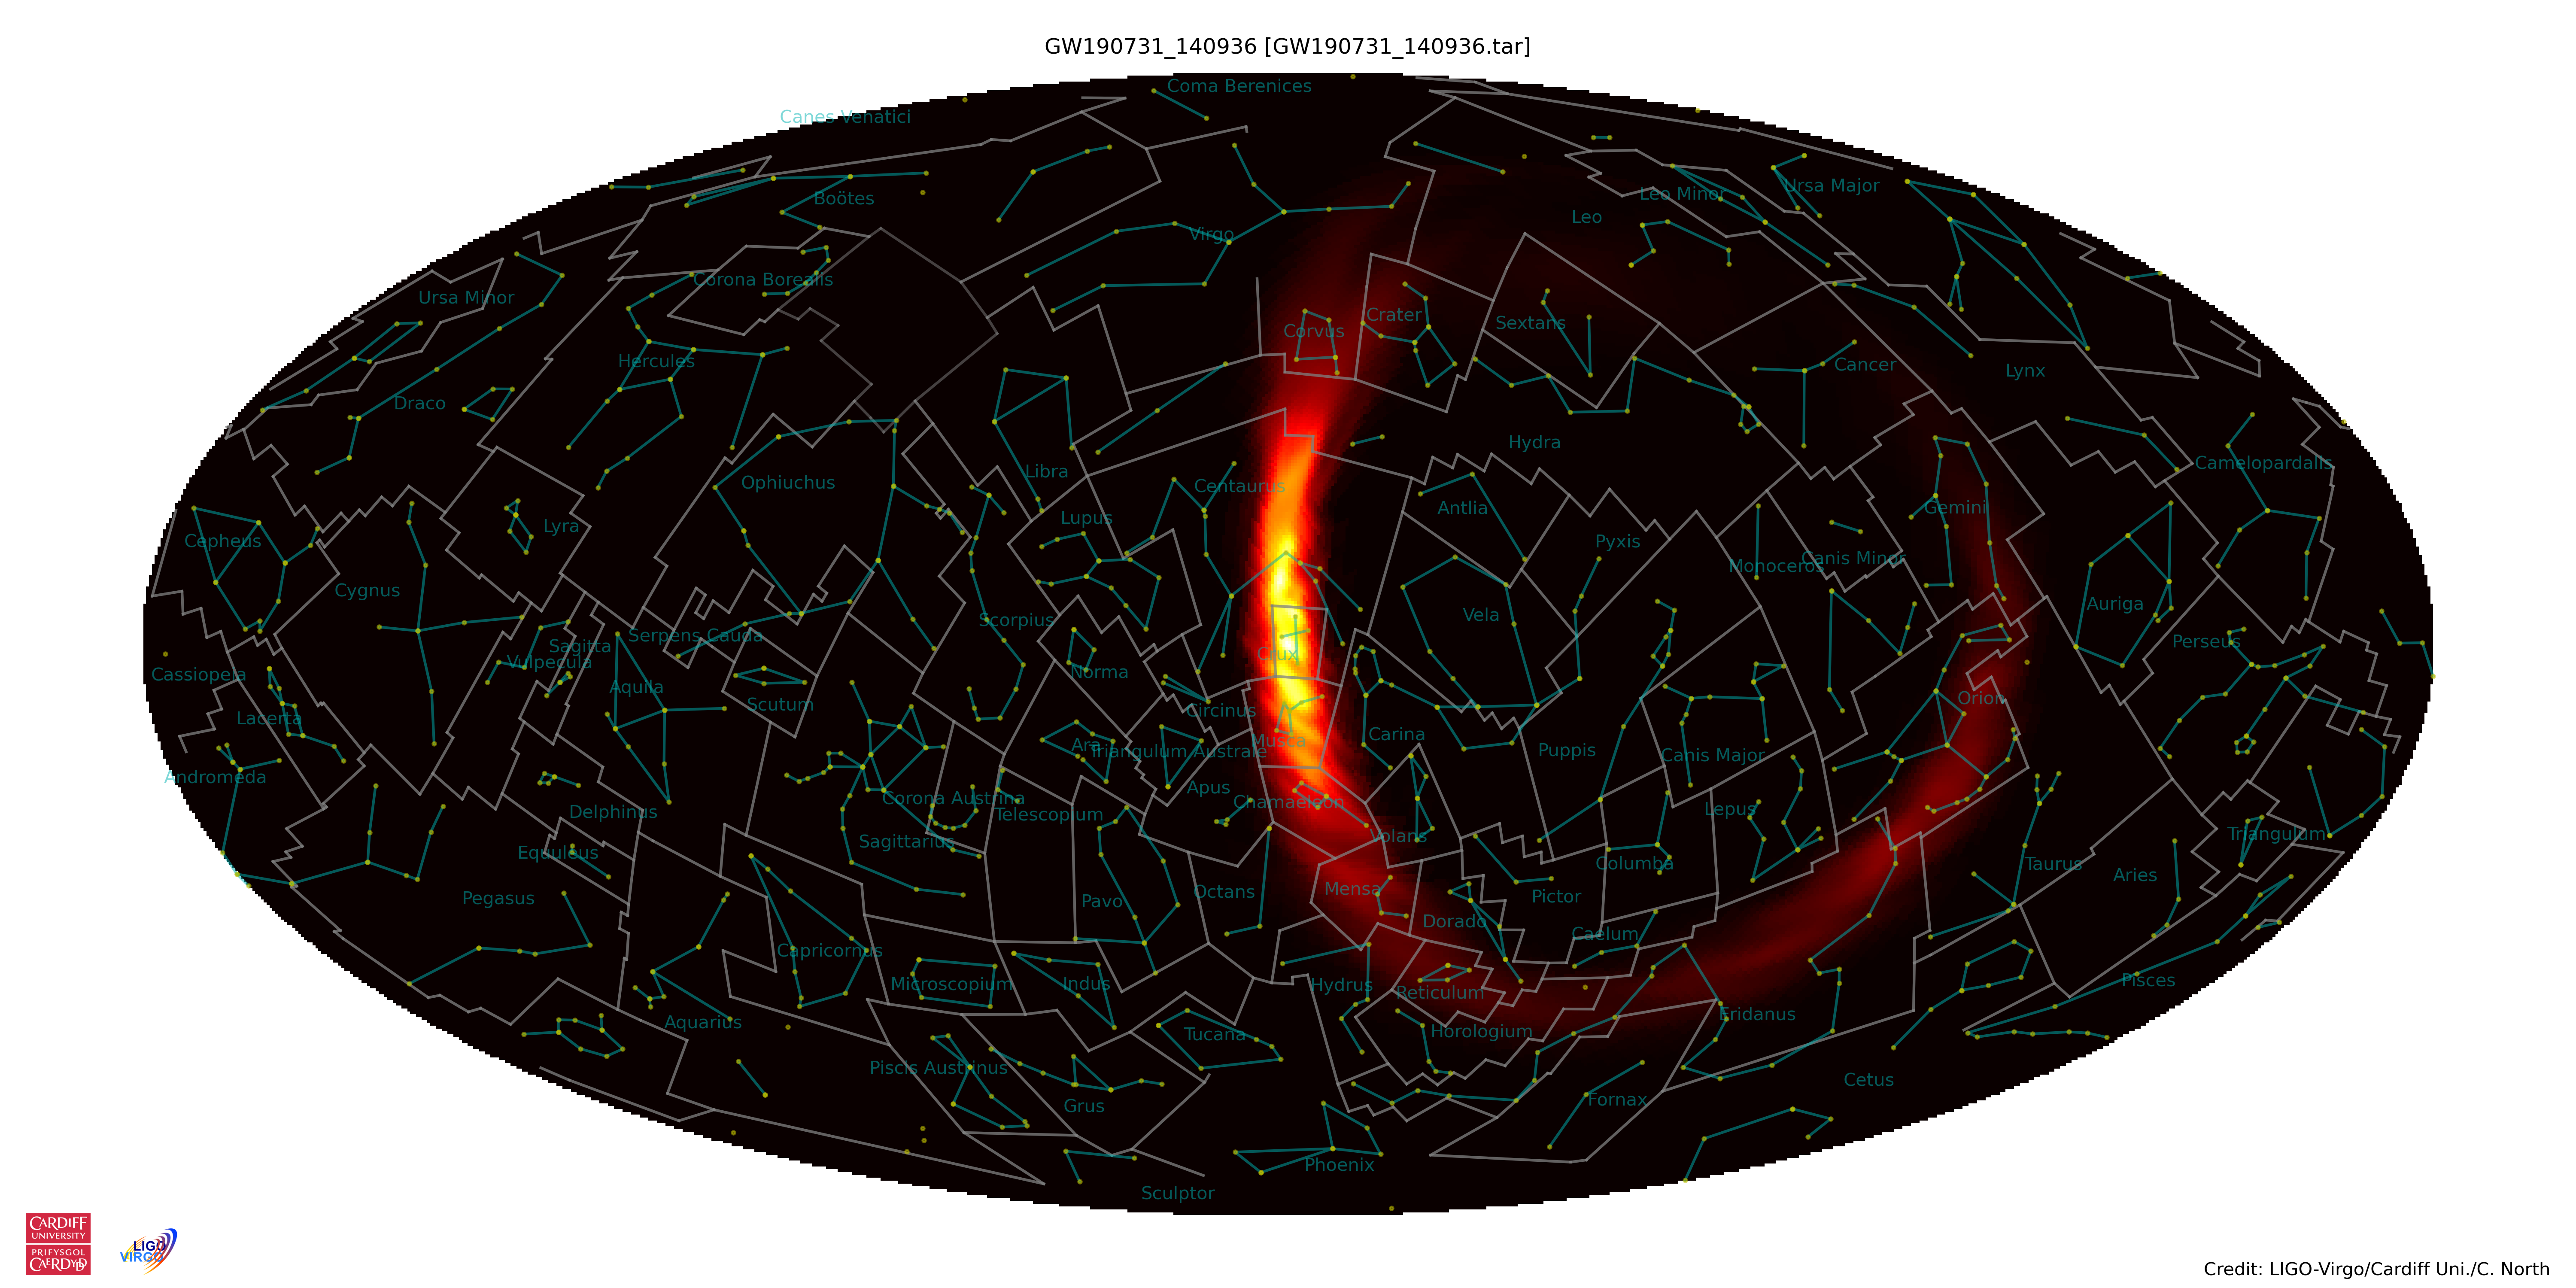 GW190731_140936 [GW190731_140936.tar]
Coma Berenices
Canes Venatici
Ursa Major
Leo Minor
Boötes
Leo
Virgo
Corona Borealis
Ursa Minor
Crater
Sextans
Corvus
Hercules
Cancer
Lynx
Draco
Hydra
Camelopardalis
Libra
Ophiuchus
Centaurus
Antlia
Gemini
Lupus
Lyra
Cepheus
Pyxis
Canis Minor
Monoceros
Cygnus
Auriga
Vela
Scorpius
Serpens Cauda
Perseus
Sagitta
Crux
Vulpecula
Norma
Cassiopeia
Aquila
Orion
Scutum
Circinus
Lacerta
Carina
Musca
Ara
Triangulum Australe
Puppis
Canis Major
Andromeda
Apus
Corona Austrina
Chamaeleon
Lepus
Delphinus
Telescopium
Triangulum
Volans
Sagittarius
Equuleus
Columba
Taurus
Aries
Mensa
Octans
Pictor
Pegasus
Pavo
Dorado
Caelum
Capricornus
Pisces
Microscopium
Indus
Hydrus
Reticulum
Eridanus
Aquarius
Horologium
Tucana
Piscis Austrinus
Cetus
Fornax
Grus
Phoenix
Sculptor
CARDIFF
UNIVERSITY
PRIFYSGOL
CAERDYDD
LIGO
VIRGO
Credit: LIGO-Virgo/Cardiff Uni./C. North